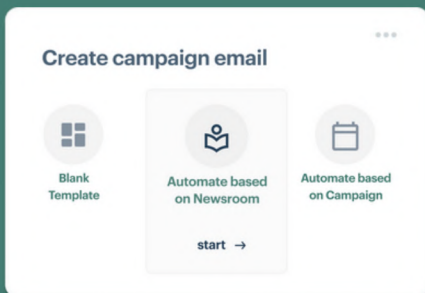 Create campaign email
Blank
Template
Automate based
on Newsroom
start →
Automate based
on Campaign